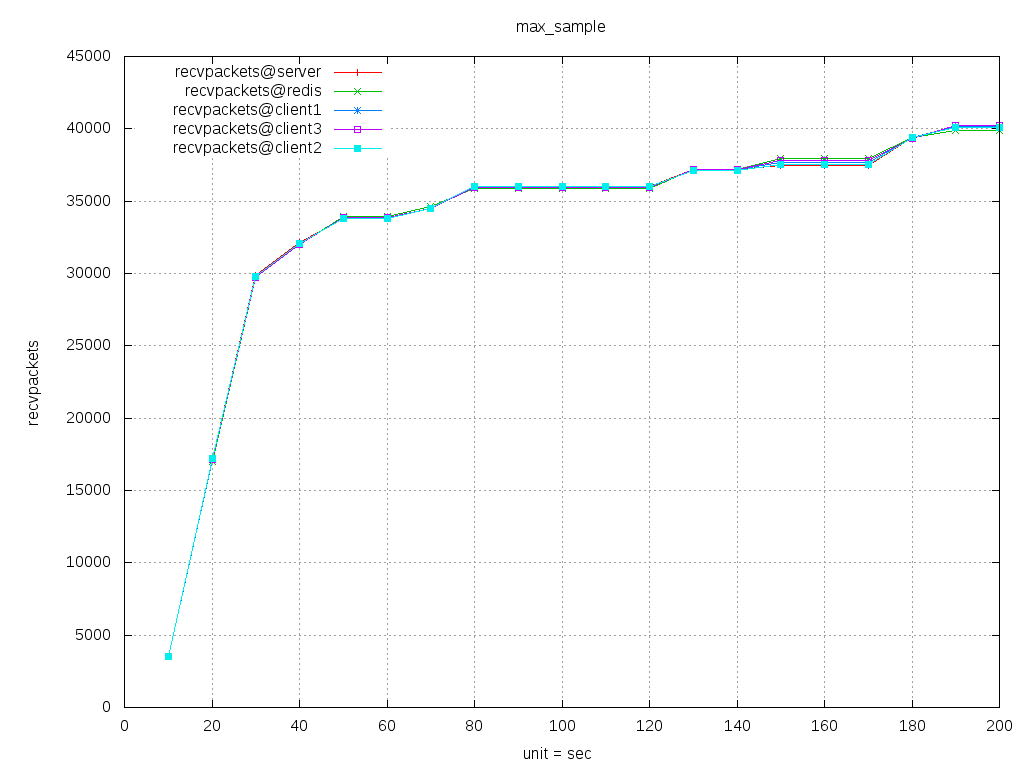 max_sample
45000
40000
35000
30000
25000
20000
15000
10000
5000
0
recvpackets
recvpackets@server
recvpackets@redis
recvpackets@client1
recvpackets@client3
recvpackets@client2
0 20 40 60 80 100 120 140 160 180 200
unit = sec